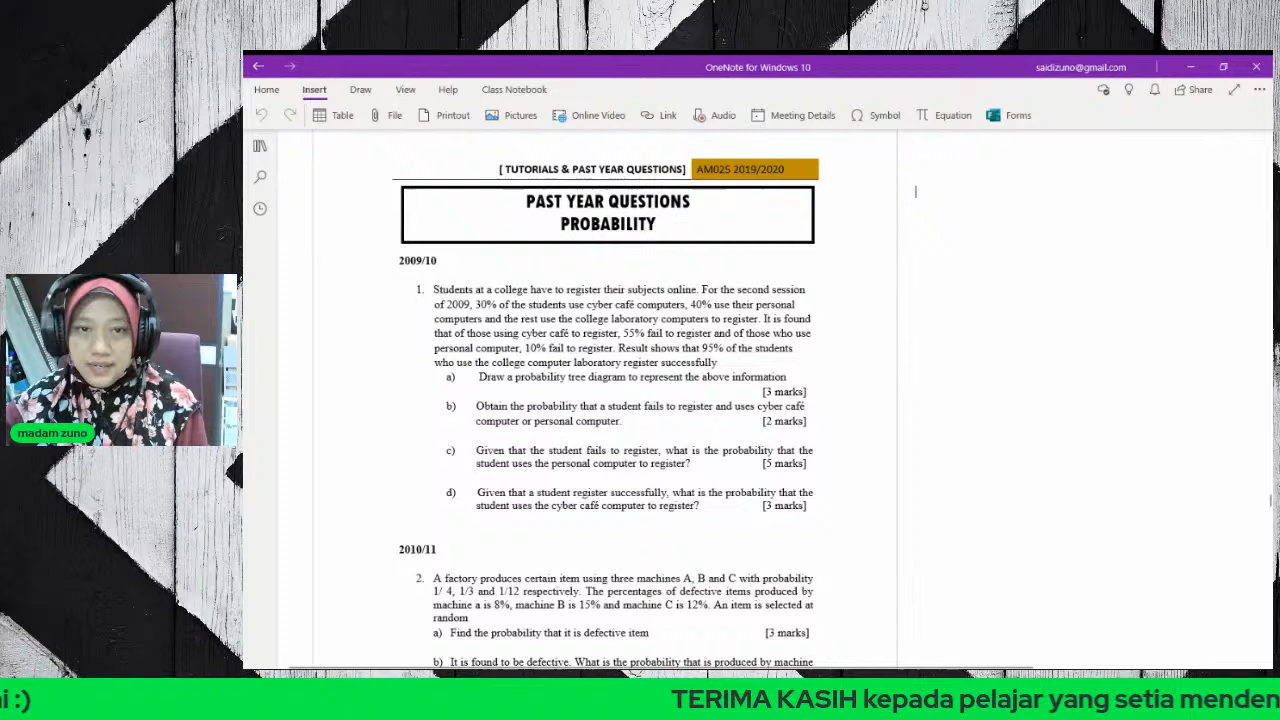 OneNote for Windows 10
saidizuno@gmail.com
Home Insert Draw View Help Class Notebook
Share
Table File Printout Pictures Online Video Link Audio Meeting Details Symbol Equation Forms
[ TUTORIALS & PAST YEAR QUESTIONS] AM025 2019/2020
PAST YEAR QUESTIONS
PROBABILITY
2009/10
1. Students at a college have to register their subjects online. For the second session
of 2009, 30% of the students use cyber café computers, 40% use their personal
computers and the rest use the college laboratory computers to register. It is found
that of those using cyber café to register, 55% fail to register and of those who use
personal computer, 10% fail to register. Result shows that 95% of the students
who use the college computer laboratory register successfully
a) Draw a probability tree diagram to represent the above information
[3 marks]
b) Obtain the probability that a student fails to register and uses cyber café
computer or personal computer. [2 marks]
c) Given that the student fails to register, what is the probability that the
student uses the personal computer to register? [5 marks]
d) Given that a student register successfully, what is the probability that the
student uses the cyber café computer to register? [3 marks]
2010/11
2. A factory produces certain item using three machines A, B and C with probability
1/ 4, 1/3 and 1/12 respectively. The percentages of defective items produced by
machine a is 8%, machine B is 15% and machine C is 12%. An item is selected at
random
a) Find the probability that it is defective item [3 marks]
b) It is found to be defective. What is the probability that is produced by machine
madam zuno
i :)
TERIMA KASIH kepada pelajar yang setia menden